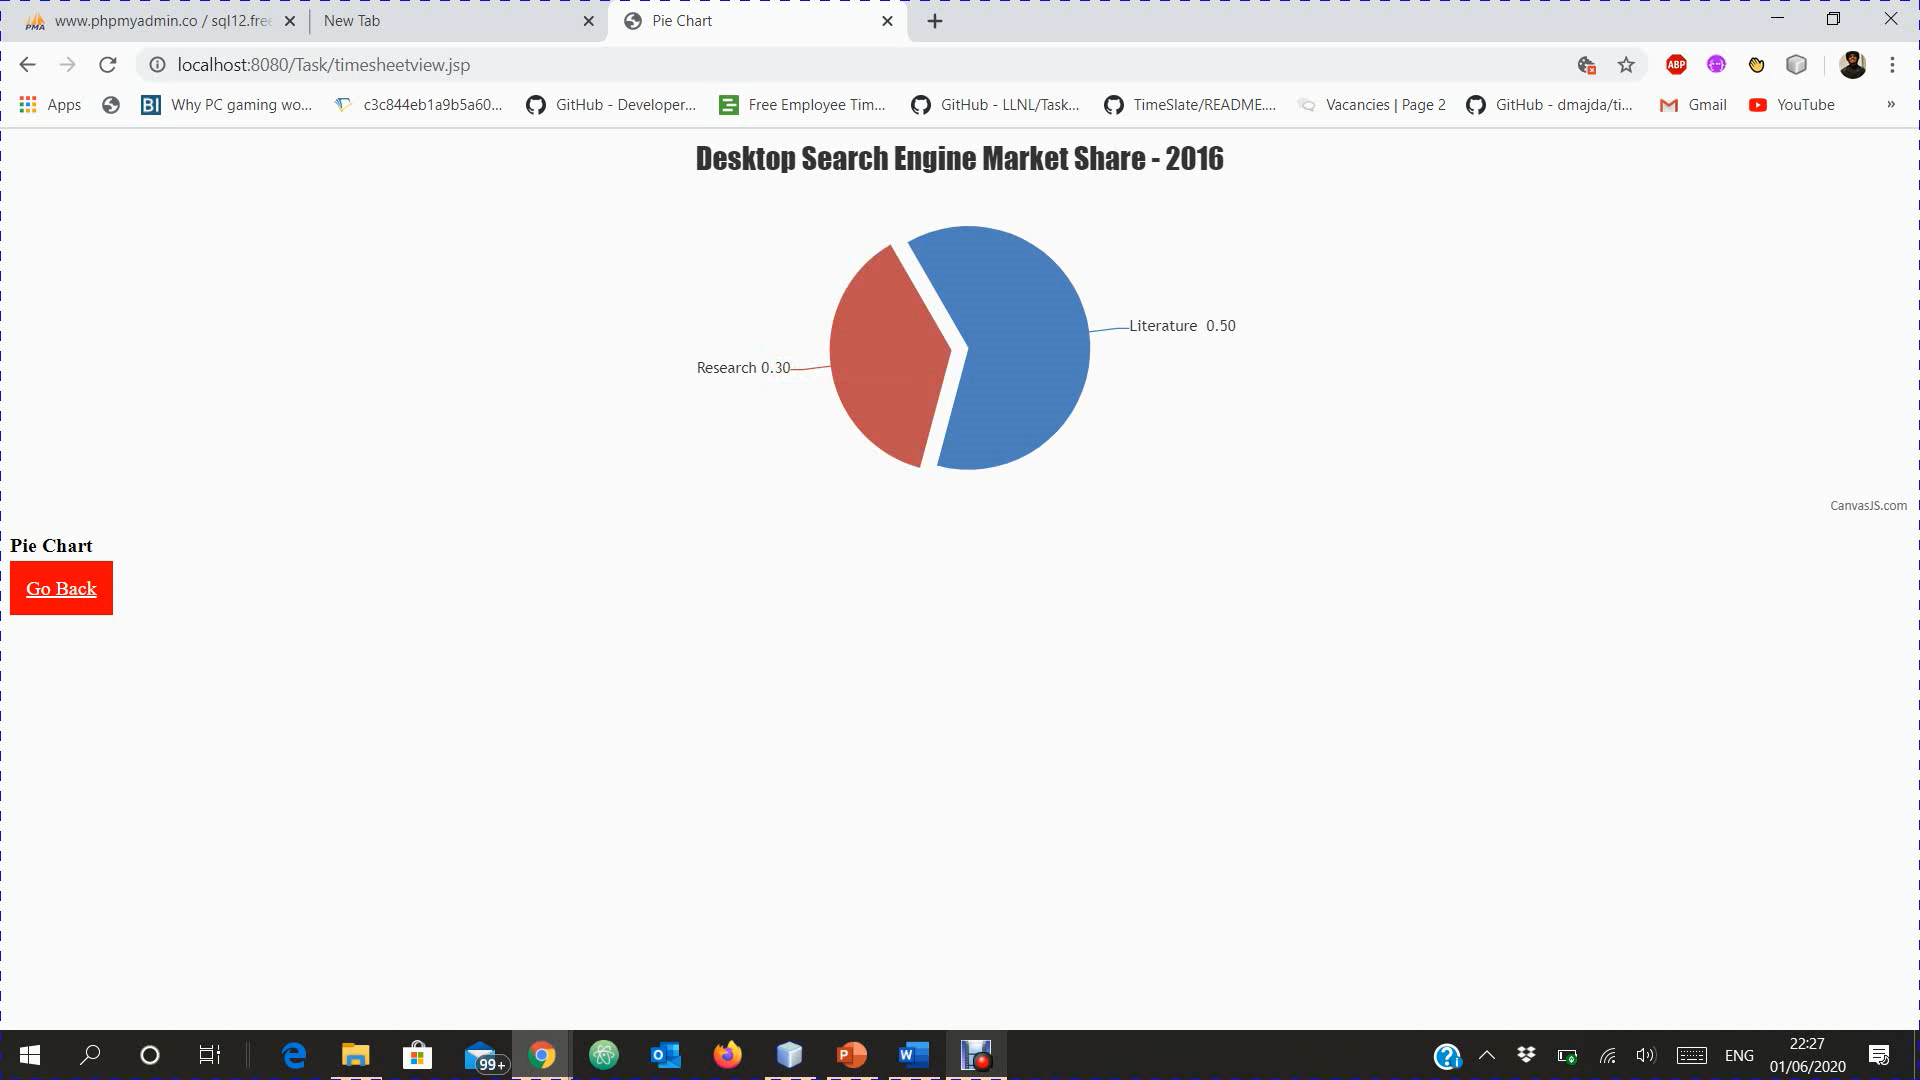 www.phpmyadmin.co / sql12.free
New Tab
Pie Chart
localhost:8080/Task/timesheetview.jsp
ABP
Apps
BI
Why PC gaming wo...
c3c844eb1a9b5a60...
GitHub - Developer...
Free Employee Tim...
GitHub - LLNL/Task...
TimeSlate/README....
Vacancies | Page 2
GitHub - dmajda/ti...
Gmail
YouTube
»
Desktop Search Engine Market Share - 2016
Literature 0.50
Research 0.30
CanvasJS.com
Pie Chart
Go Back
99+
ENG
22:27
01/06/2020